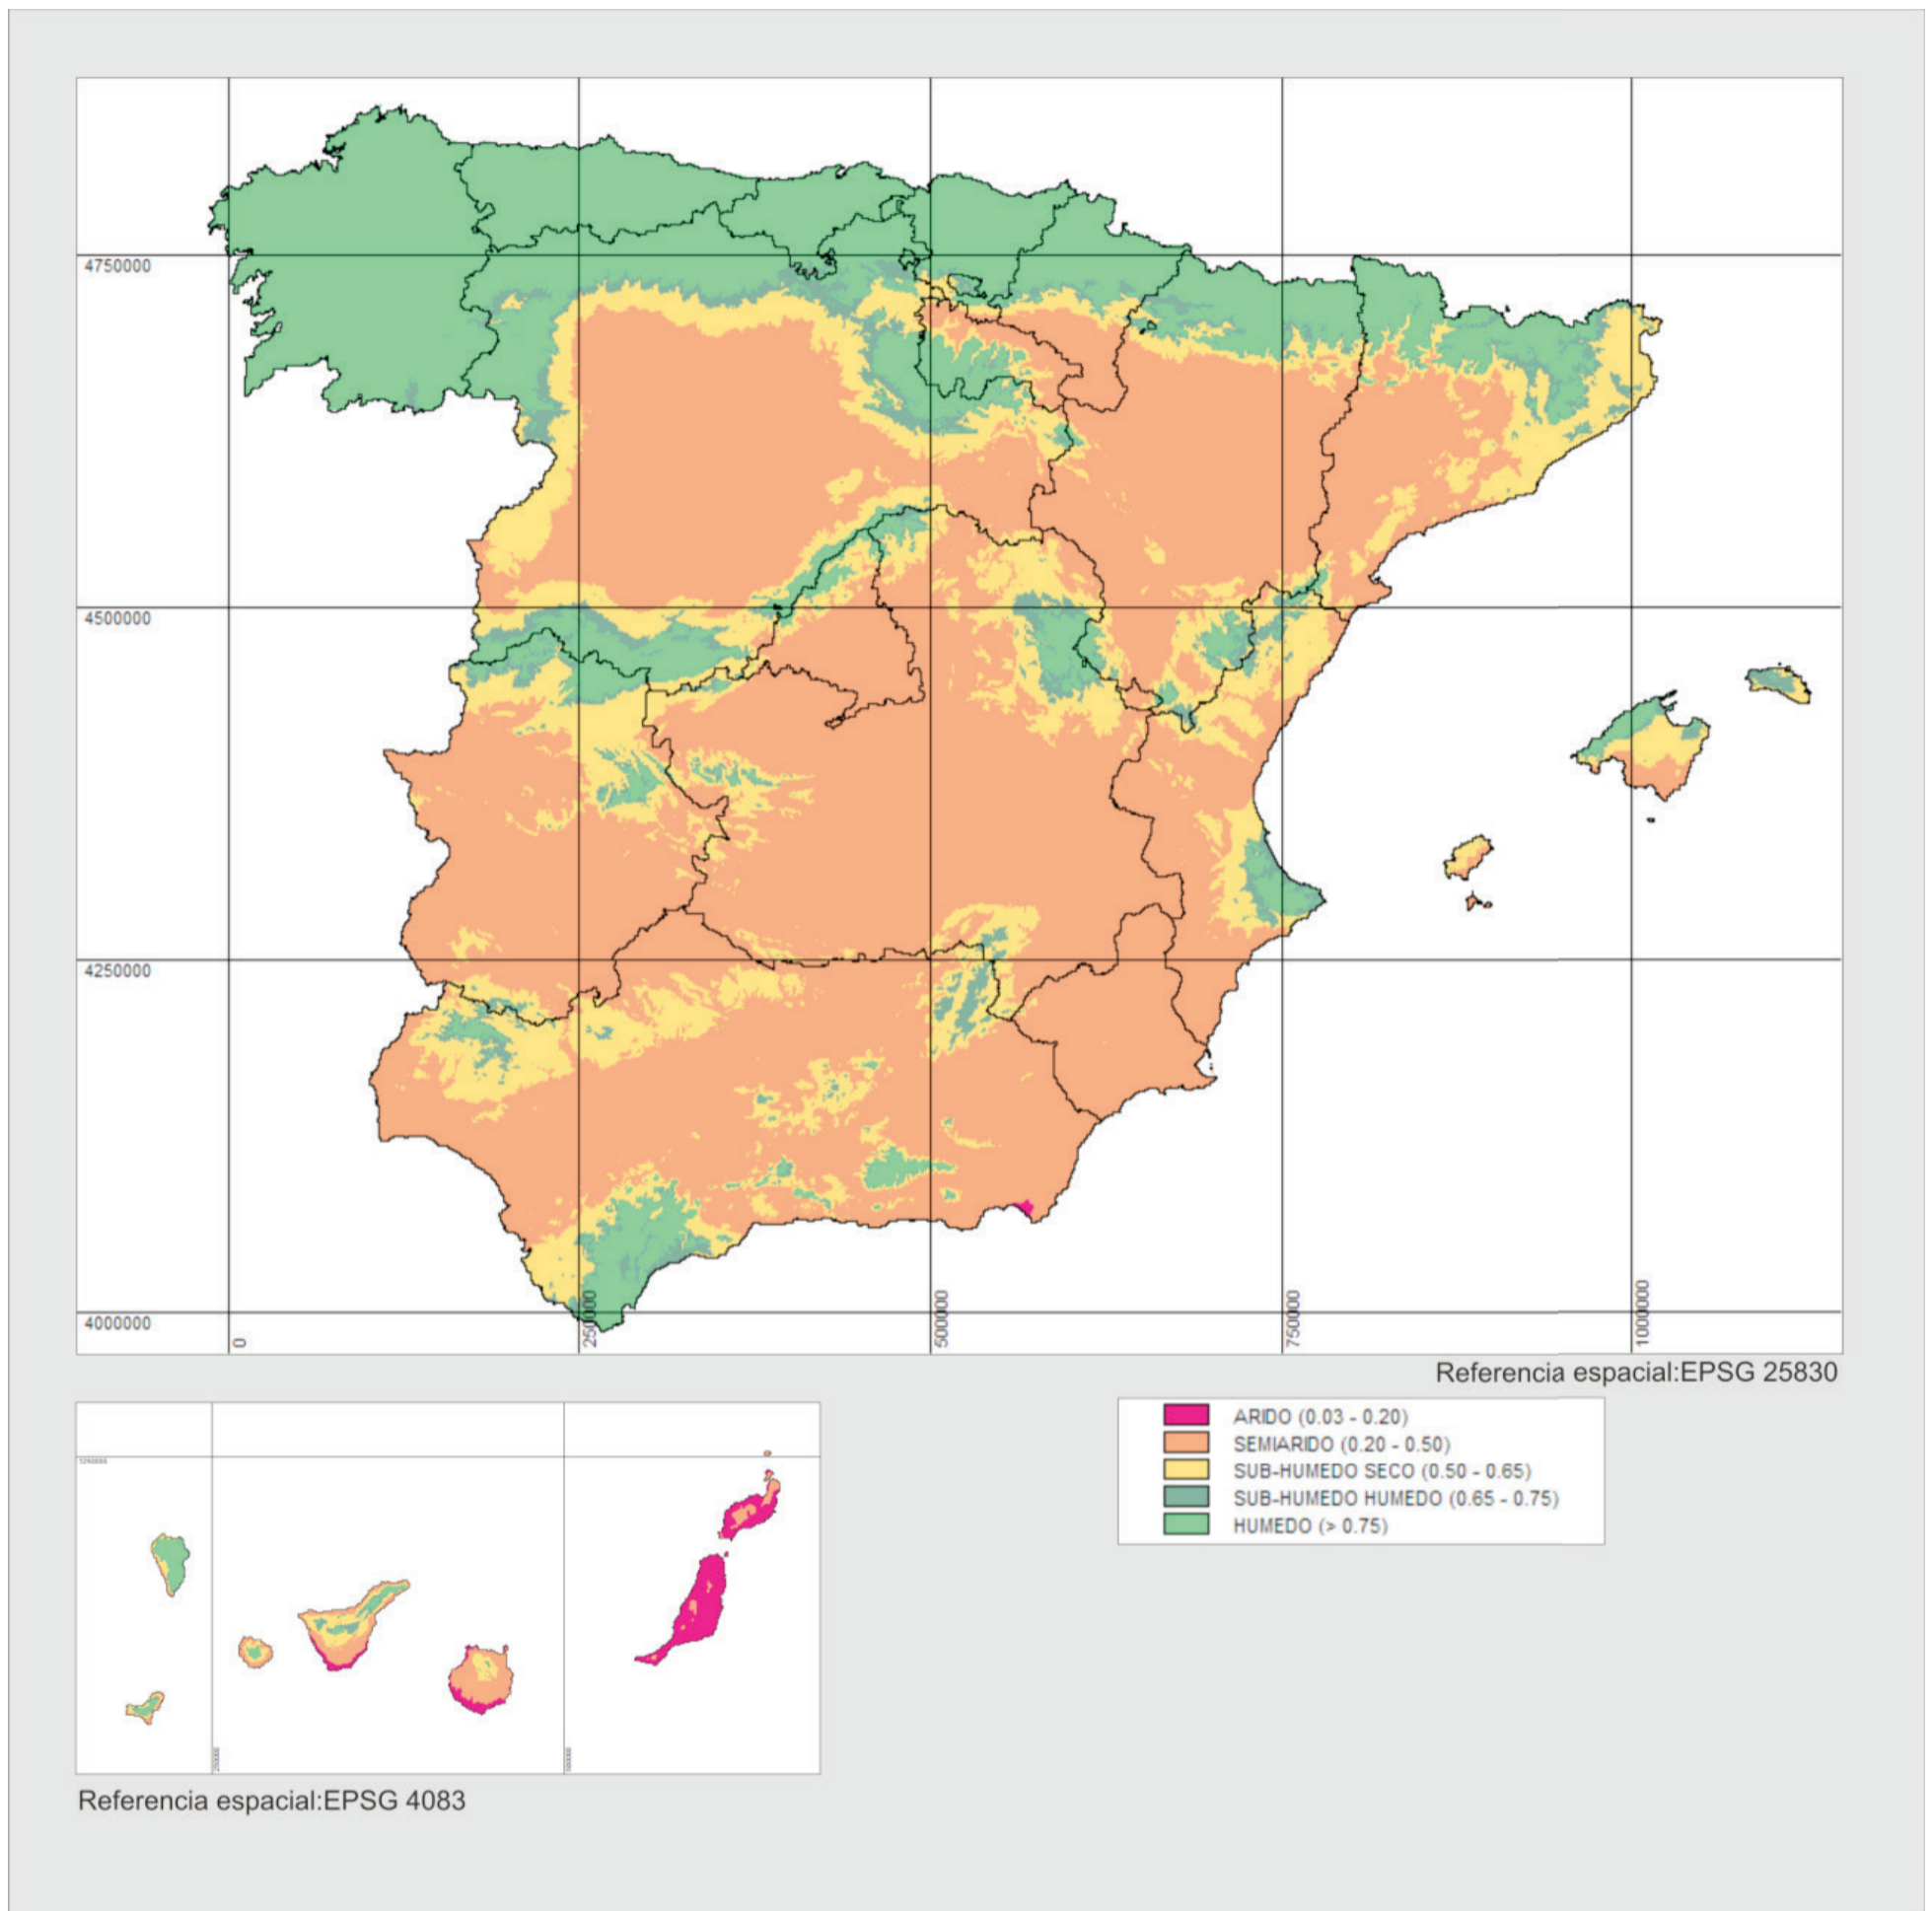 4750000
4500000
4250000
4000000
0
250000
500000
750000
1000000
Referencia espacial:EPSG 25830
ARIDO (0.03 - 0.20)
SEMIARIDO (0.20 - 0.50)
SUB-HUMEDO SECO (0.50 - 0.65)
SUB-HUMEDO HUMEDO (0.65 - 0.75)
HUMEDO (> 0.75)
250000
500000
Referencia espacial:EPSG 4083